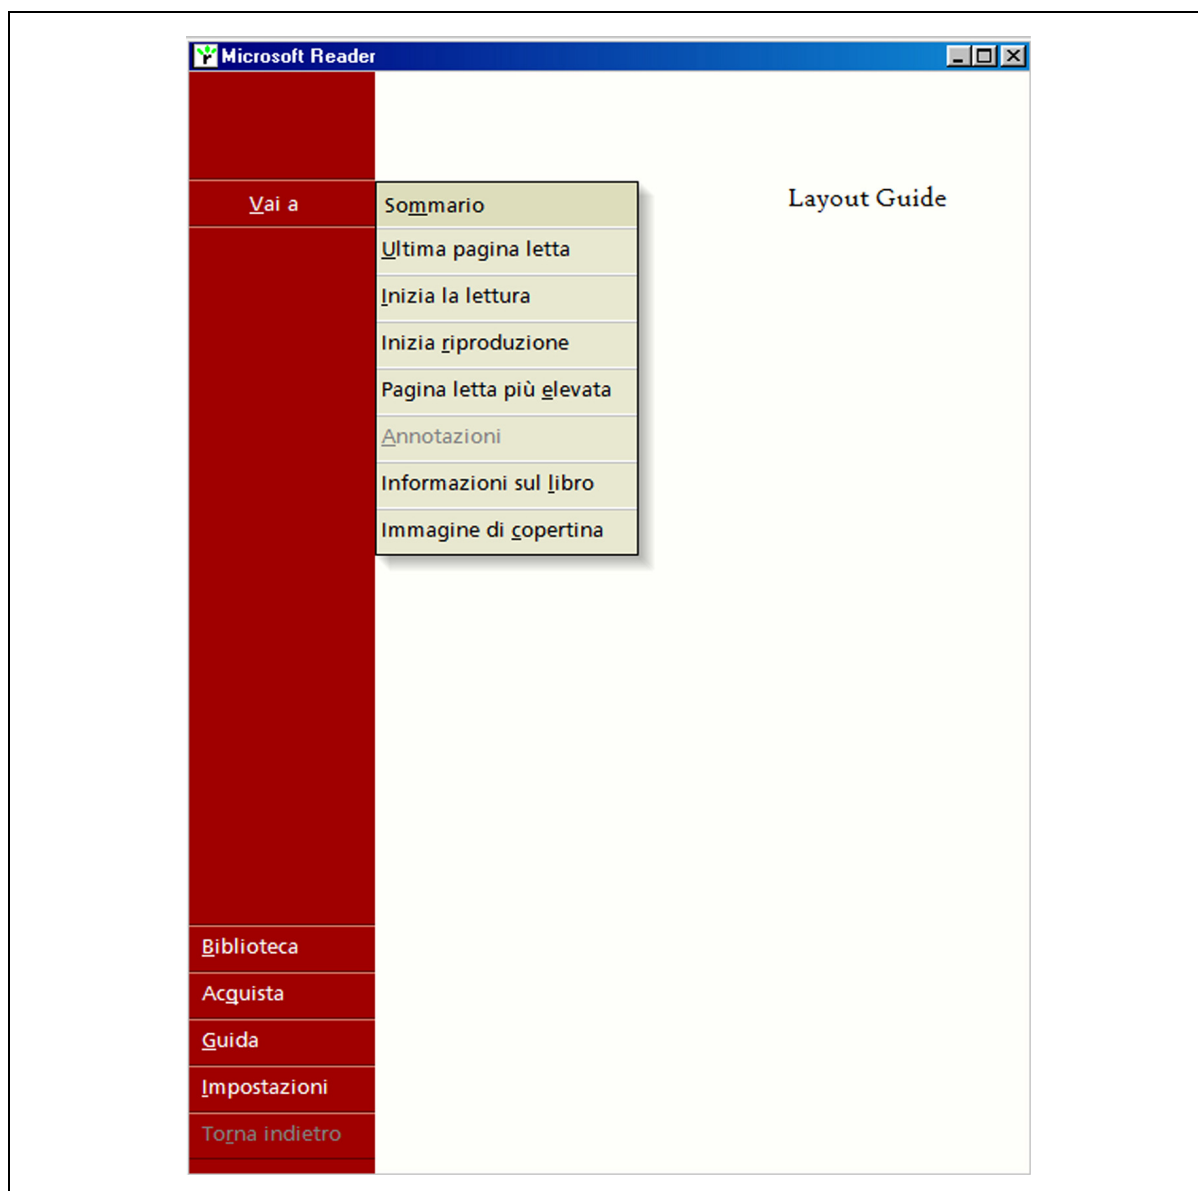 Microsoft Reader
Layout Guide
Vai a
Sommario
Ultima pagina letta
Inizia la lettura
Inizia riproduzione
Pagina letta più elevata
Annotazioni
Informazioni sul libro
Immagine di copertina
Biblioteca
Acquista
Guida
Impostazioni
Torna indietro